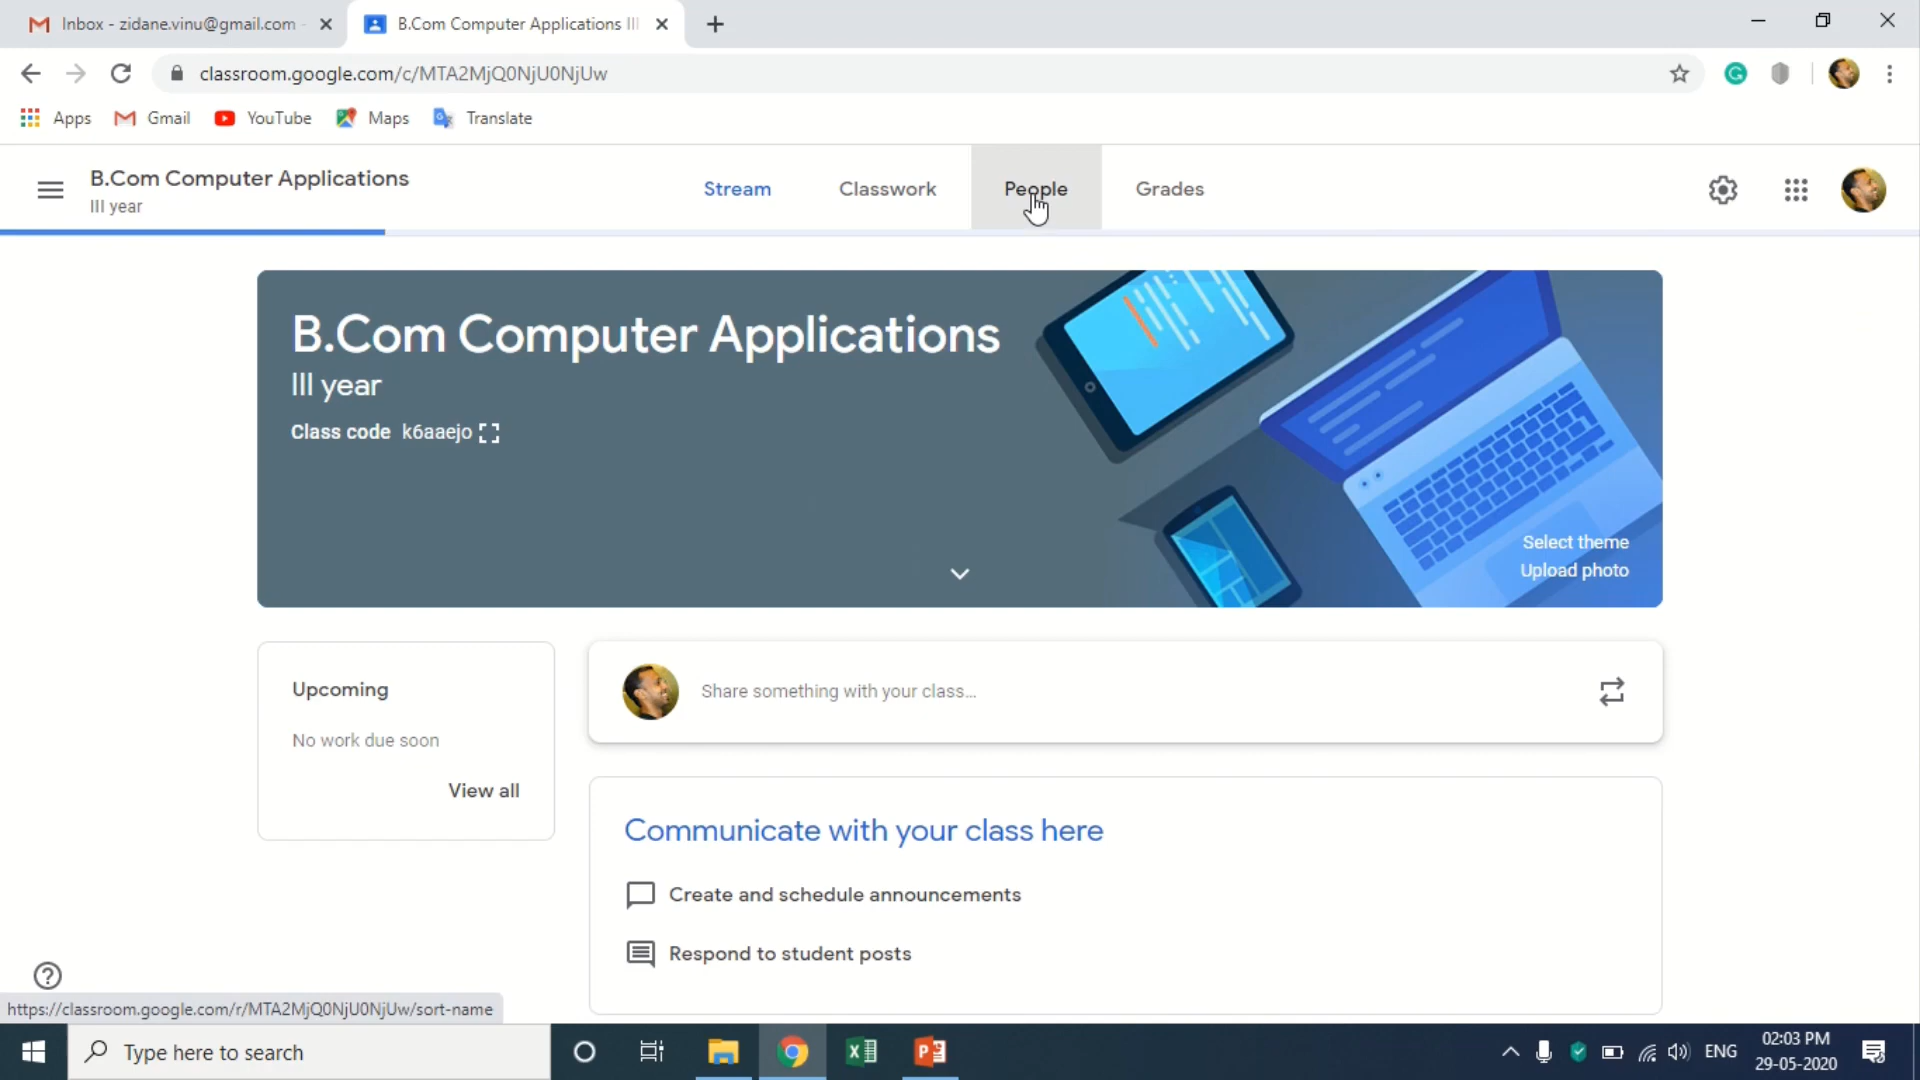 Inbox - zidane.vinu@gmail.com -
B.Com Computer Applications III
classroom.google.com/c/MTA2MjQ0NjU0NjUw
Apps Gmail YouTube Maps Translate
B.Com Computer Applications
III year
Stream Classwork People Grades
B.Com Computer Applications
III year
Class code k6aaejo
Select theme
Upload photo
Upcoming
No work due soon
View all
Share something with your class...
Communicate with your class here
Create and schedule announcements
Respond to student posts
https://classroom.google.com/r/MTA2MjQ0NjU0NjUw/sort-name
Type here to search
ENG
02:03 PM
29-05-2020